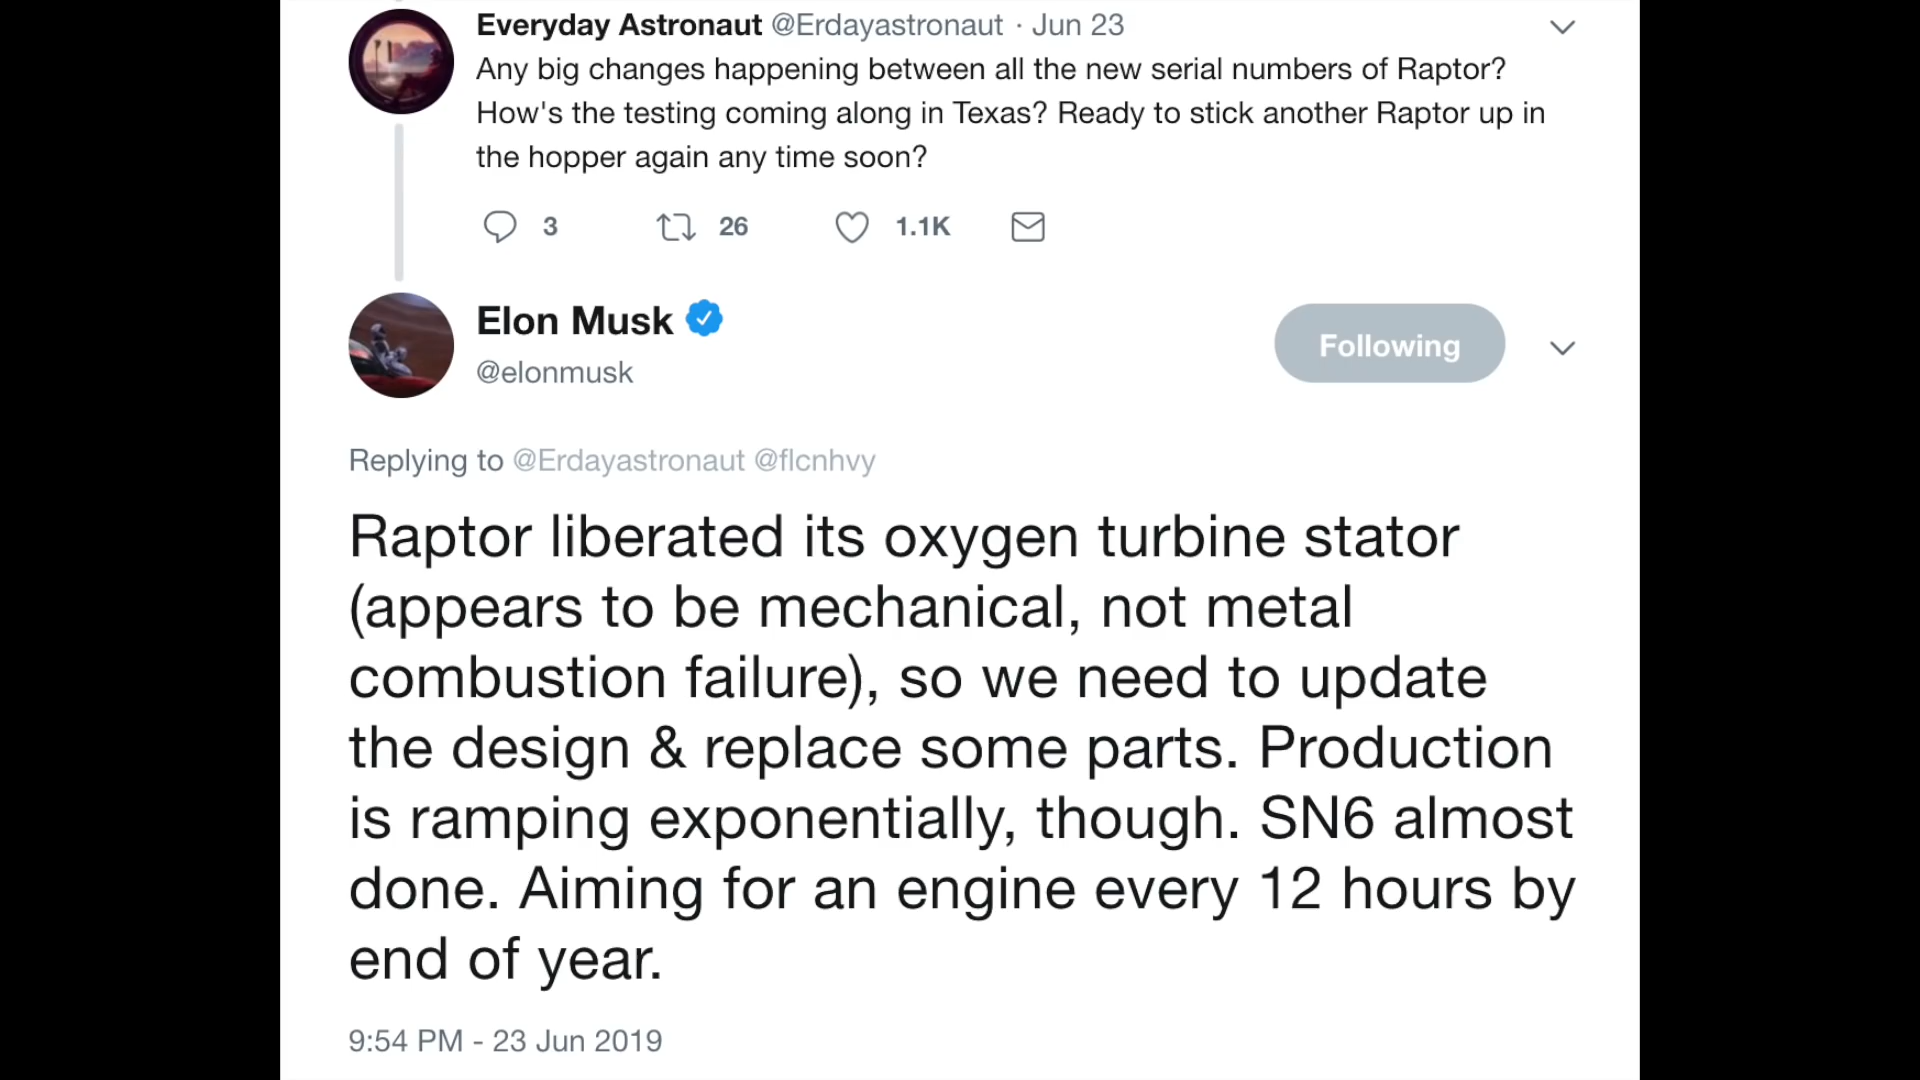 Everyday Astronaut @Erdayastronaut · Jun 23
Any big changes happening between all the new serial numbers of Raptor?
How's the testing coming along in Texas? Ready to stick another Raptor up in
the hopper again any time soon?
3 26 1.1K
Elon Musk
@elonmusk
Following
Replying to @Erdayastronaut @flcnhvy
Raptor liberated its oxygen turbine stator
(appears to be mechanical, not metal
combustion failure), so we need to update
the design & replace some parts. Production
is ramping exponentially, though. SN6 almost
done. Aiming for an engine every 12 hours by
end of year.
9:54 PM - 23 Jun 2019